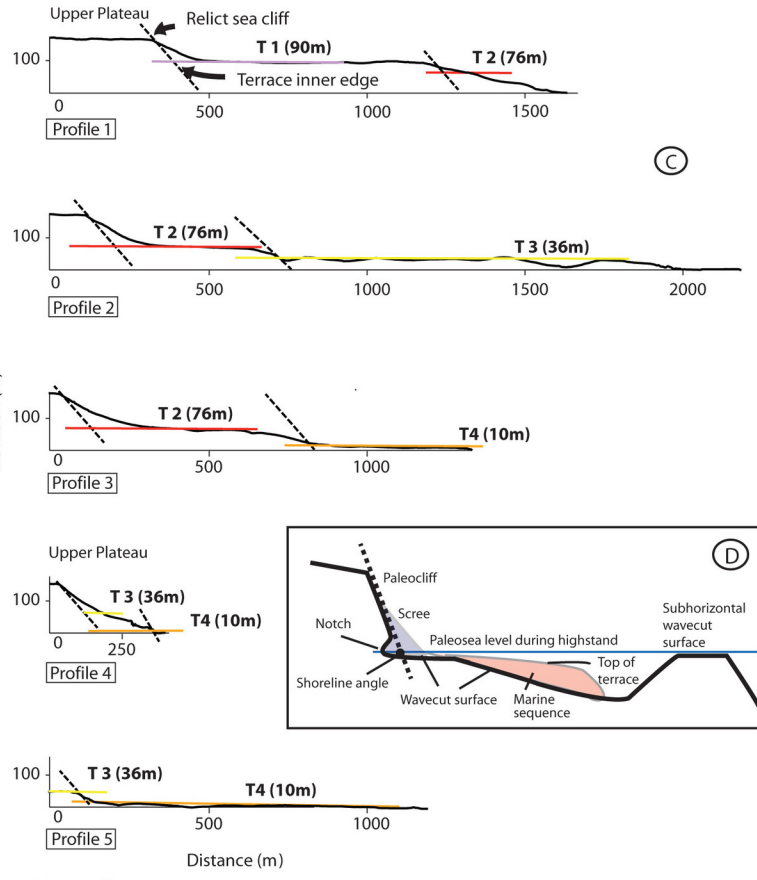 Upper Plateau
Relict sea cliff
100
T 1 (90m)
T 2 (76m)
Terrace inner edge
0
500
1000
1500
Profile 1
C
100
T 2 (76m)
T 3 (36m)
0
500
1000
1500
2000
Profile 2
100
T 2 (76m)
T4 (10m)
0
500
1000
Profile 3
Upper Plateau
100
T 3 (36m)
T4 (10m)
0
250
Profile 4
D
Paleocliff
Scree
Notch
Paleosea level during highstand
Subhorizontal
wavecut
surface
Shoreline angle
Wavecut surface
Marine
sequence
Top of
terrace
100
T 3 (36m)
T4 (10m)
0
500
1000
Profile 5
Distance (m)